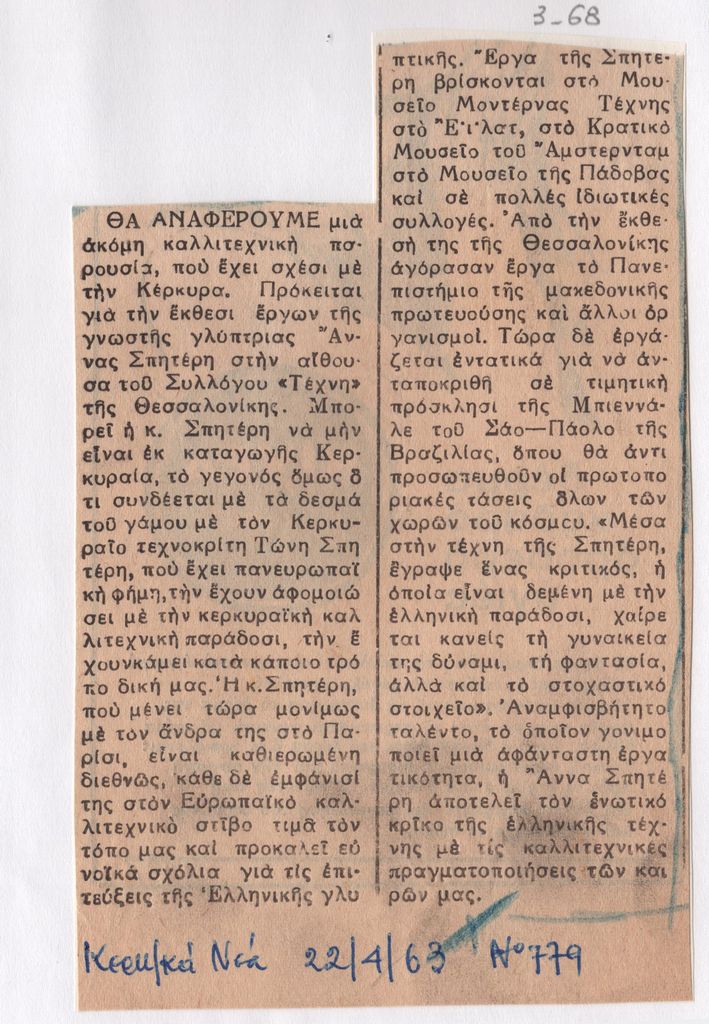 3-68
ΘΑ ΑΝΑΦΕΡΟΥΜΕ μιὰ
ἀκόμη καλλιτεχνικὴ πα-
ρουσία, ποὺ ἔχει σχέσι μὲ
τὴν Κέρκυρα. Πρόκειται
γιὰ τὴν ἔκθεσι ἔργων τῆς
γνωστῆς γλύπτριας Ἄν-
νας Σπητέρη στὴν αἴθου-
σα τοῦ Συλλόγου «Τέχνη»
τῆς Θεσσαλονίκης. Μπο-
ρεῖ ἡ κ. Σπητέρη νὰ μὴν
εἶναι ἐκ καταγωγῆς Κερ-
κυραία, τὸ γεγονὸς ὅμως ὅ
τι συνδέεται μὲ τὰ δεσμὰ
τοῦ γάμου μὲ τὸν Κερκυ-
ραῖο τεχνοκρίτη Τώνη Σπη
τέρη, ποὺ ἔχει πανευρωπαϊ
κὴ φήμη, τὴν ἔχουν ἀφομοιώ
σει μὲ τὴν κερκυραϊκὴ καλ
λιτεχνικὴ παράδοσι, τὴν ἔ
χουνκάμει κατὰ κάποιο τρό
πο δική μας. Ἡ κ. Σπητέρη,
ποὺ μένει τώρα μονίμως
μὲ τὸν ἄνδρα της στὸ Πα-
ρίσι, εἶναι καθιερωμένη
διεθνῶς, κάθε δὲ ἐμφάνισί
της στὸν Εὐρωπαϊκὸ καλ-
λιτεχνικὸ στῖβο τιμᾶ τὸν
τόπο μας καὶ προκαλεῖ εὐ
νοϊκὰ σχόλια γιὰ τὶς ἐπι-
τεύξεις τῆς Ἑλληνικῆς γλυ
πτικῆς. Ἔργα τῆς Σπητέ-
ρη βρίσκονται στὸ Μου-
σεῖο Μοντέρνας Τέχνης
στὸ Ἐϊλατ, στὸ Κρατικὸ
Μουσεῖο τοῦ Ἄμστερνταμ
στὸ Μουσεῖο τῆς Πάδοβας
καὶ σὲ πολλὲς ἰδιωτικὲς
συλλογές. Ἀπὸ τὴν ἔκθε-
σή της τῆς Θεσσαλονίκης
ἀγόρασαν ἔργα τὸ Πανε-
πιστήμιο τῆς μακεδονικῆς
πρωτευούσης καὶ ἄλλοι ὀρ
γανισμοί. Τώρα δὲ ἐργά-
ζεται ἐντατικὰ γιὰ νὰ ἀν-
ταποκριθῆ σὲ τιμητικὴ
πρόσκλησι τῆς Μπιεννά-
λε τοῦ Σάο—Πάολο τῆς
Βραζιλίας, ὅπου θὰ ἀντι
προσωπευθοῦν οἱ πρωτοπο
ριακὲς τάσεις ὅλων τῶν
χωρῶν τοῦ κόσμου. «Μέσα
στὴν τέχνη τῆς Σπητέρη,
ἔγραψε ἕνας κριτικός, ἡ
ὁποία εἶναι δεμένη μὲ τὴν
ἑλληνικὴ παράδοσι, χαίρε
ται κανεὶς τὴ γυναικεία
της δύναμι, τὴ φαντασία,
ἀλλὰ καὶ τὸ στοχαστικὸ
στοιχεῖο». Ἀναμφισβήτητο
ταλέντο, τὸ ὁποῖον γονιμο
ποιεῖ μιὰ ἀφάνταστη ἐργα
τικότητα, ἡ Ἄννα Σπητέ
ρη ἀποτελεῖ τὸν ἑνωτικὸ
κρίκο τῆς ἑλληνικῆς τέχ-
νης μὲ τὶς καλλιτεχνικὲς
πραγματοποιήσεις τῶν και
ρῶν μας.
Κερκ/κά Νέα 22/4/63 Νο 779